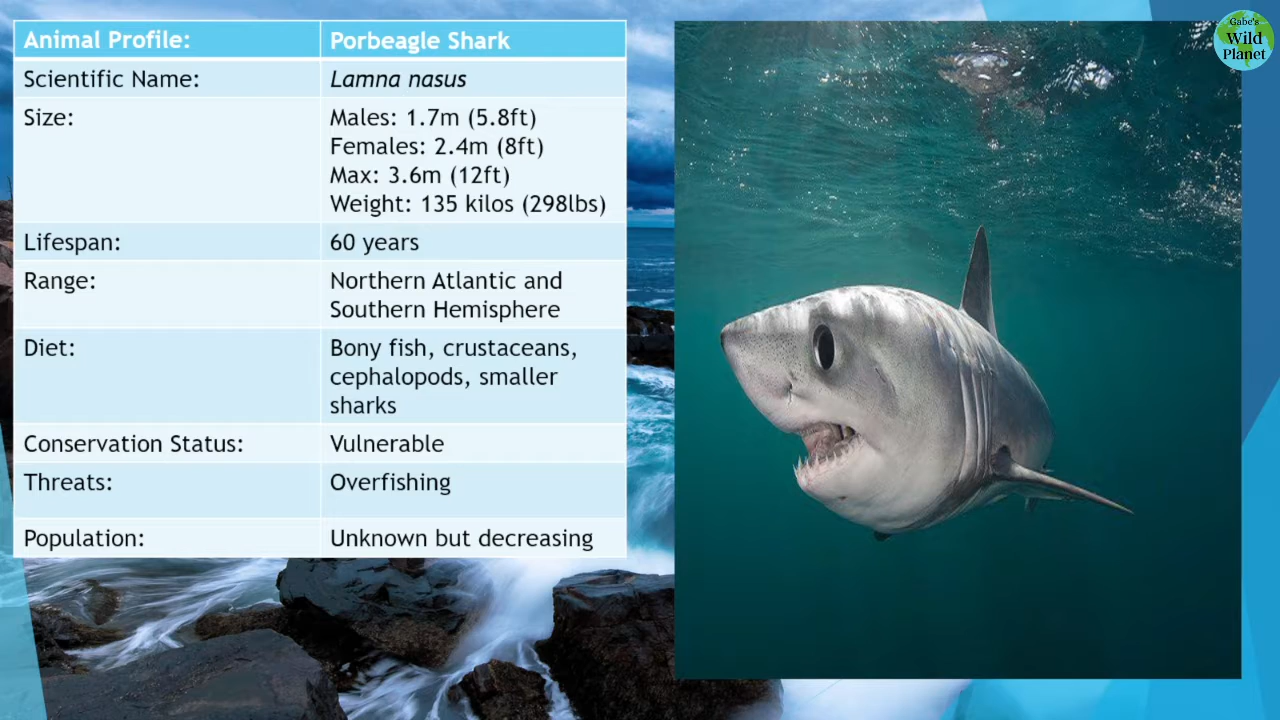 Animal Profile: Porbeagle Shark
Scientific Name: Lamna nasus
Size: Males: 1.7m (5.8ft)
Females: 2.4m (8ft)
Max: 3.6m (12ft)
Weight: 135 kilos (298lbs)
Lifespan: 60 years
Range: Northern Atlantic and
Southern Hemisphere
Diet: Bony fish, crustaceans,
cephalopods, smaller
sharks
Conservation Status: Vulnerable
Threats: Overfishing
Population: Unknown but decreasing
Gabe's
Wild
Planet